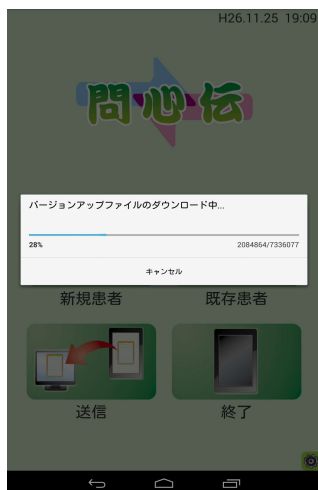 H26.11.25 19:09
問心伝
バージョンアップファイルのダウンロード中...
28% 2084864/7336077
キャンセル
新規患者 既存患者
送信 終了